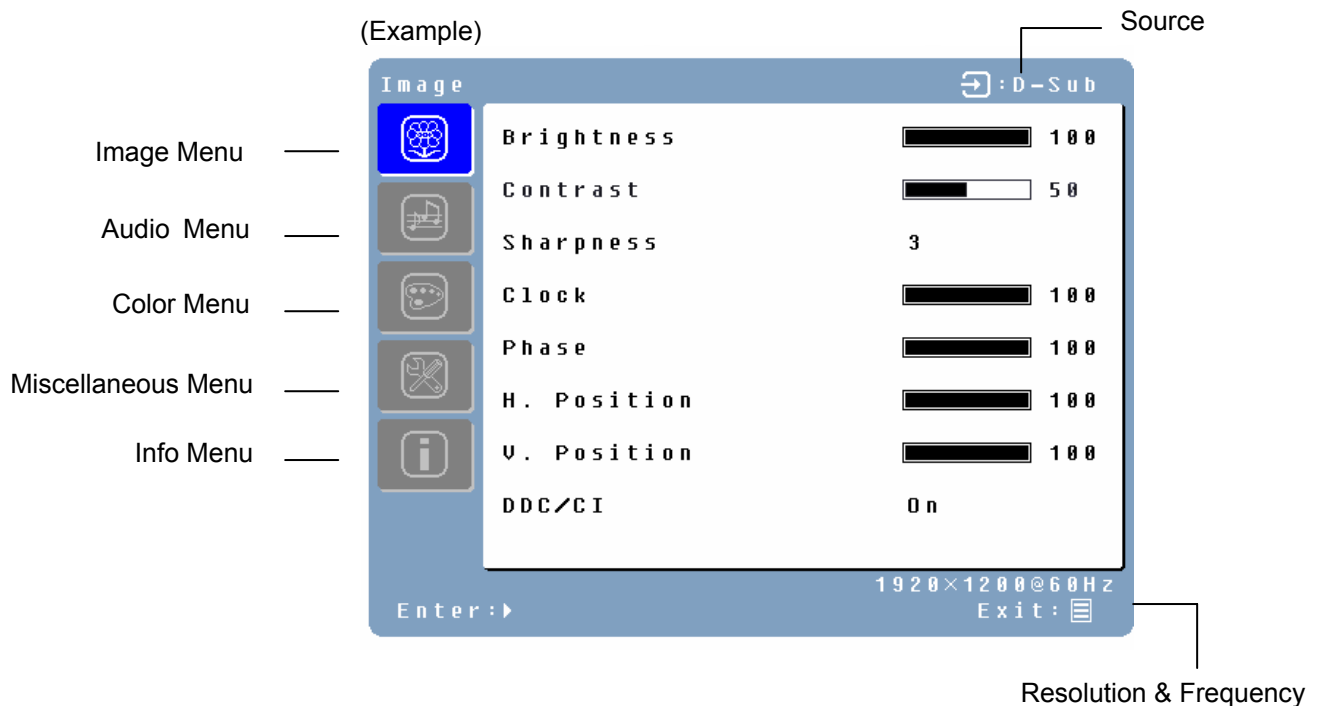 (Example)
Source
Image
:D-Sub
Image Menu
Brightness 100
Contrast 50
Audio Menu
Sharpness 3
Color Menu
Clock 100
Phase 100
Miscellaneous Menu
H. Position 100
Info Menu
V. Position 100
DDC/CI On
1920×1200@60Hz
Enter:
Exit:
Resolution & Frequency